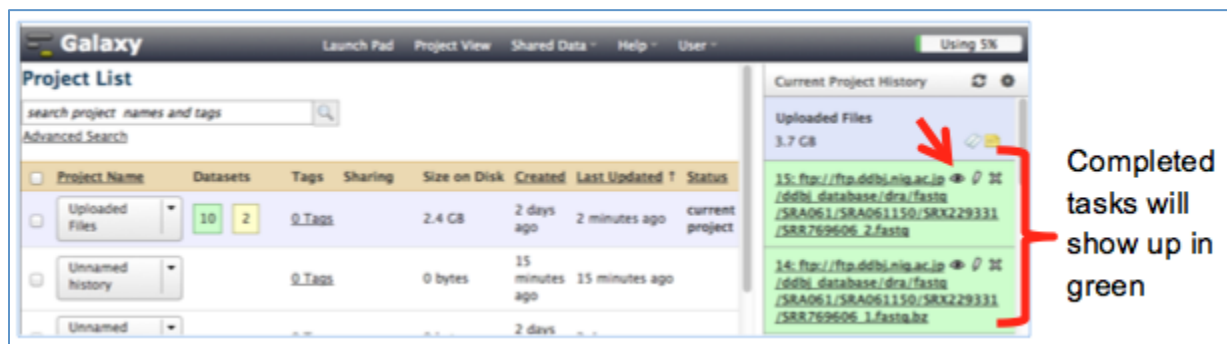 Galaxy Launch Pad Project View Shared Data Help User Using 5%
Project List
search project names and tags
Advanced Search
Project Name Datasets Tags Sharing Size on Disk Created Last Updated ↑ Status
Uploaded Files 10 2 0 Tags 2.4 GB 2 days ago 2 minutes ago current project
Unnamed history 0 Tags 0 bytes 15 minutes ago 15 minutes ago
Unnamed 2 days
Current Project History
Uploaded Files
3.7 GB
15: ftp://ftp.ddbj.nig.ac.jp
/ddbj_database/dra/fastq
/SRA061/SRA061150/SRX229331
/SRR769606_2.fastq
14: ftp://ftp.ddbj.nig.ac.jp
/ddbj_database/dra/fastq
/SRA061/SRA061150/SRX229331
/SRR769606_1.fastq.bz
Completed
tasks will
show up in
green